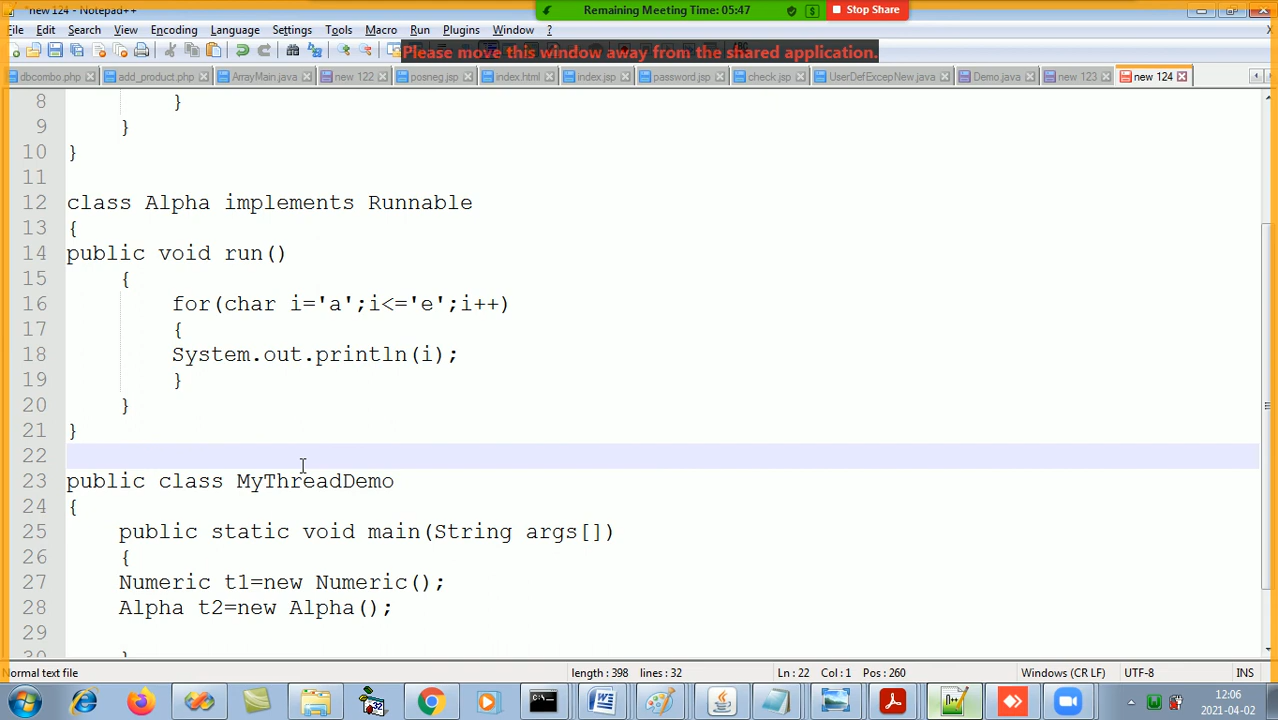 *new 124 - Notepad++
Remaining Meeting Time: 05:47
Stop Share
File Edit Search View Encoding Language Settings Tools Macro Run Plugins Window ?
Please move this window away from the shared application.
dbcombo.php add_product.php ArrayMain.java new 122 poureg.jsp index.html index.jsp password.jsp check.jsp UserDefExcepNew.java Demo.java new 123 new 124
8 }
9 }
10 }
11
12 class Alpha implements Runnable
13 {
14 public void run()
15 {
16 for(char i='a';i<='e';i++)
17 {
18 System.out.println(i);
19 }
20 }
21 }
22
23 public class MyThreadDemo
24 {
25 public static void main(String args[])
26 {
27 Numeric t1=new Numeric();
28 Alpha t2=new Alpha();
29
30 }
Normal text file length : 398 lines : 32 Ln : 22 Col : 1 Pos : 260 Windows (CR LF) UTF-8 INS
12:06
2021-04-02